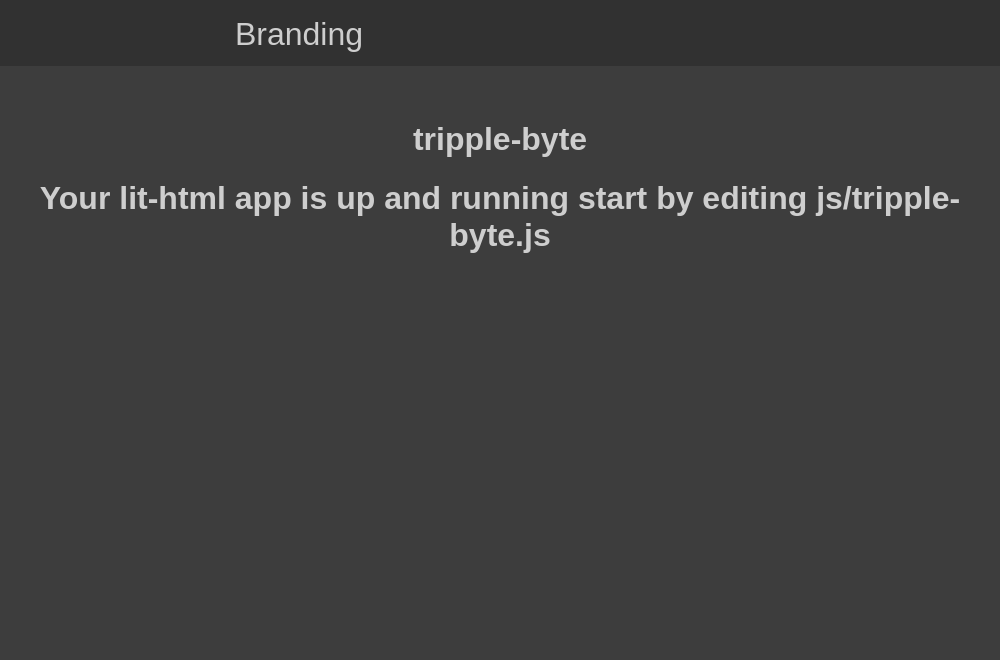 Branding
tripple-byte
Your lit-html app is up and running start by editing js/tripple-
byte.js